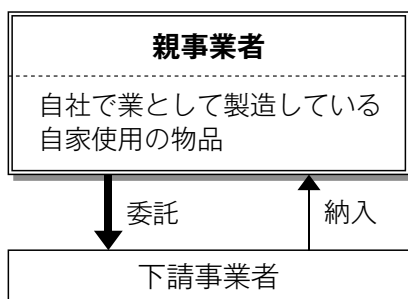 親事業者
自社で業として製造している
自家使用の物品
委託
納入
下請事業者